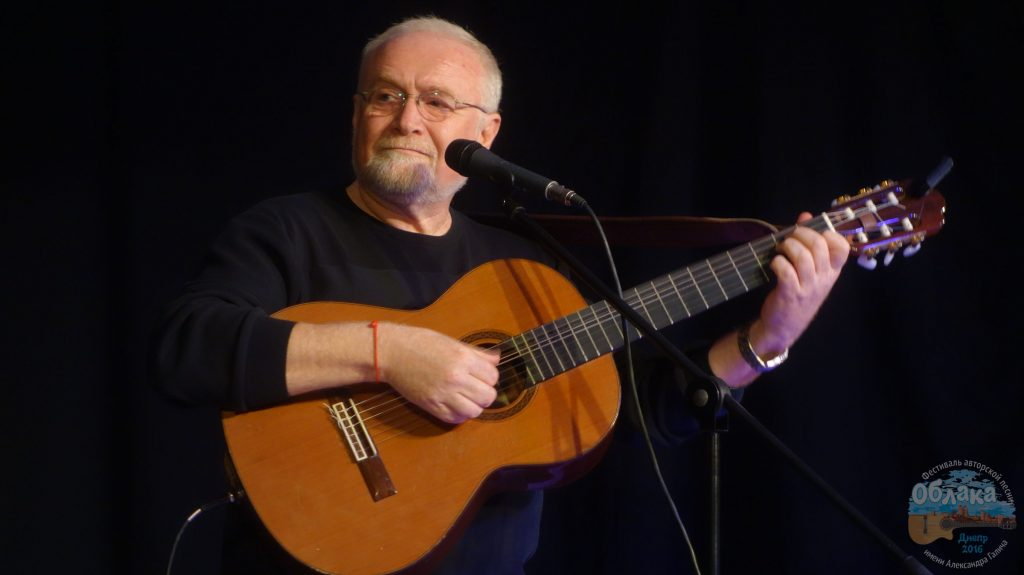 Фестиваль авторской песни
Облака
Днепр
2016
имени Александра Галича